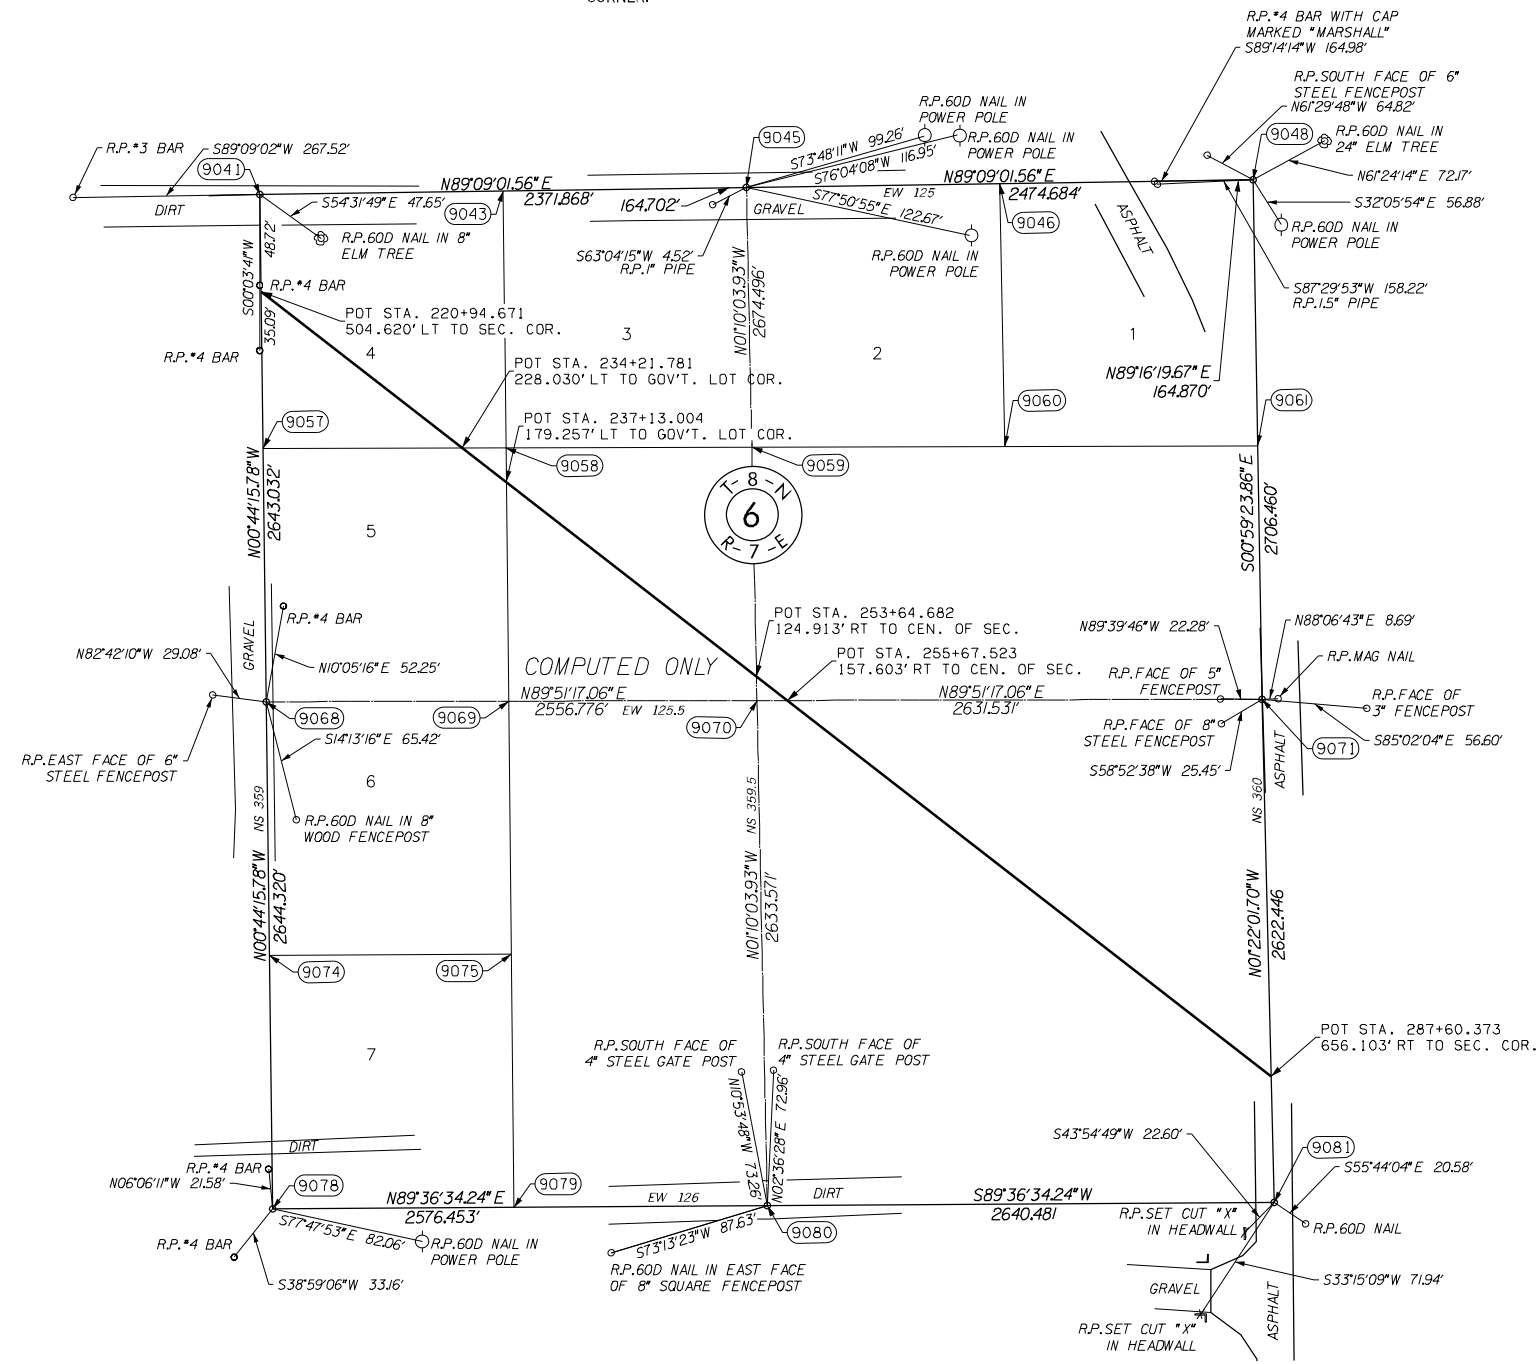 CORNER.
R.P.#4 BAR WITH CAP
MARKED "MARSHALL"
S89°14'14"W 164.98'
R.P.SOUTH FACE OF 6"
STEEL FENCEPOST
N61°29'48"W 64.82'
R.P.60D NAIL IN
POWER POLE
9045
S73°48'11"W 99.26'
R.P.60D NAIL IN
POWER POLE
S76°04'08"W 116.95'
9048
R.P.60D NAIL IN
24" ELM TREE
R.P.#3 BAR
S89°09'02"W 267.52'
9041
N89°09'01.56"E
2371.868'
N89°09'01.56"E
2474.684'
EW 125
N61°24'14"E 72.17'
S32°05'54"E 56.88'
DIRT
S54°31'49"E 47.65'
9043
164.702'
GRAVEL
S77°50'55"E 122.67'
9046
ASPHALT
R.P.60D NAIL IN 8"
ELM TREE
R.P.60D NAIL IN
POWER POLE
S63°04'15"W 4.52'
R.P.1" PIPE
R.P.60D NAIL IN
POWER POLE
S00°03'41"W
48.72'
R.P.#4 BAR
N01°10'03.93"W
2674.496'
S87°29'53"W 158.22'
R.P.1.5" PIPE
POT STA. 220+94.671
504.620' LT TO SEC. COR.
35.09'
R.P.#4 BAR
4
3
2
1
POT STA. 234+21.781
228.030' LT TO GOV'T. LOT COR.
N89°16'19.67"E
164.870'
9057
POT STA. 237+13.004
179.257' LT TO GOV'T. LOT COR.
9060
9061
9058
9059
N00°44'15.78"W
2643.032'
T-8-N
6
R-7-E
S00°59'23.86"E
2706.460'
5
R.P.#4 BAR
GRAVEL
POT STA. 253+64.682
124.913' RT TO CEN. OF SEC.
N89°39'46"W 22.28'
N88°06'43"E 8.69'
N82°42'10"W 29.08'
N10°05'16"E 52.25'
COMPUTED ONLY
POT STA. 255+67.523
157.603' RT TO CEN. OF SEC.
R.P.FACE OF 5"
FENCEPOST
R.P.MAG NAIL
N89°51'17.06"E
2556.776'
EW 125.5
N89°51'17.06"E
2631.531'
R.P.FACE OF
3" FENCEPOST
9068
9069
9070
R.P.FACE OF 8"
STEEL FENCEPOST
9071
S85°02'04"E 56.60'
S14°13'16"E 65.42'
R.P.EAST FACE OF 6"
STEEL FENCEPOST
S58°52'38"W 25.45'
ASPHALT
6
NS 359
NS 359.5
NS 360
R.P.60D NAIL IN 8"
WOOD FENCEPOST
N00°44'15.78"W
2644.320'
N01°10'03.93"W
2633.571'
N01°22'01.70"W
2622.446
9074
9075
POT STA. 287+60.373
656.103' RT TO SEC. COR.
7
R.P.SOUTH FACE OF
4" STEEL GATE POST
R.P.SOUTH FACE OF
4" STEEL GATE POST
N10°53'48"W 73.26'
N02°36'28"E 72.96'
S43°54'49"W 22.60'
9081
DIRT
R.P.#4 BAR
N06°06'11"W 21.58'
S55°44'04"E 20.58'
9078
N89°36'34.24"E
2576.453'
9079
EW 126
DIRT
S89°36'34.24"W
2640.481
9080
R.P.SET CUT "X"
IN HEADWALL
R.P.60D NAIL
S77°47'53"E 82.06'
R.P.60D NAIL IN
POWER POLE
R.P.#4 BAR
S73°13'23"W 87.63'
R.P.60D NAIL IN EAST FACE
OF 8" SQUARE FENCEPOST
S38°59'06"W 33.16'
S33°15'09"W 71.94'
GRAVEL
ASPHALT
R.P.SET CUT "X"
IN HEADWALL